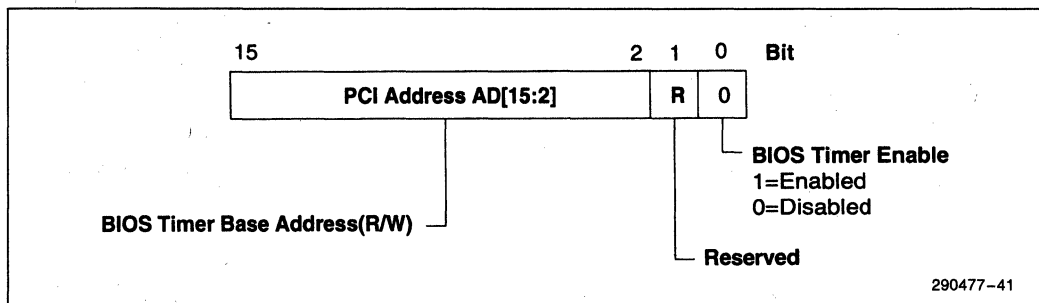 15 2 1 0 Bit
PCI Address AD[15:2] R 0
BIOS Timer Enable
1=Enabled
0=Disabled
BIOS Timer Base Address(R/W)
Reserved
290477-41